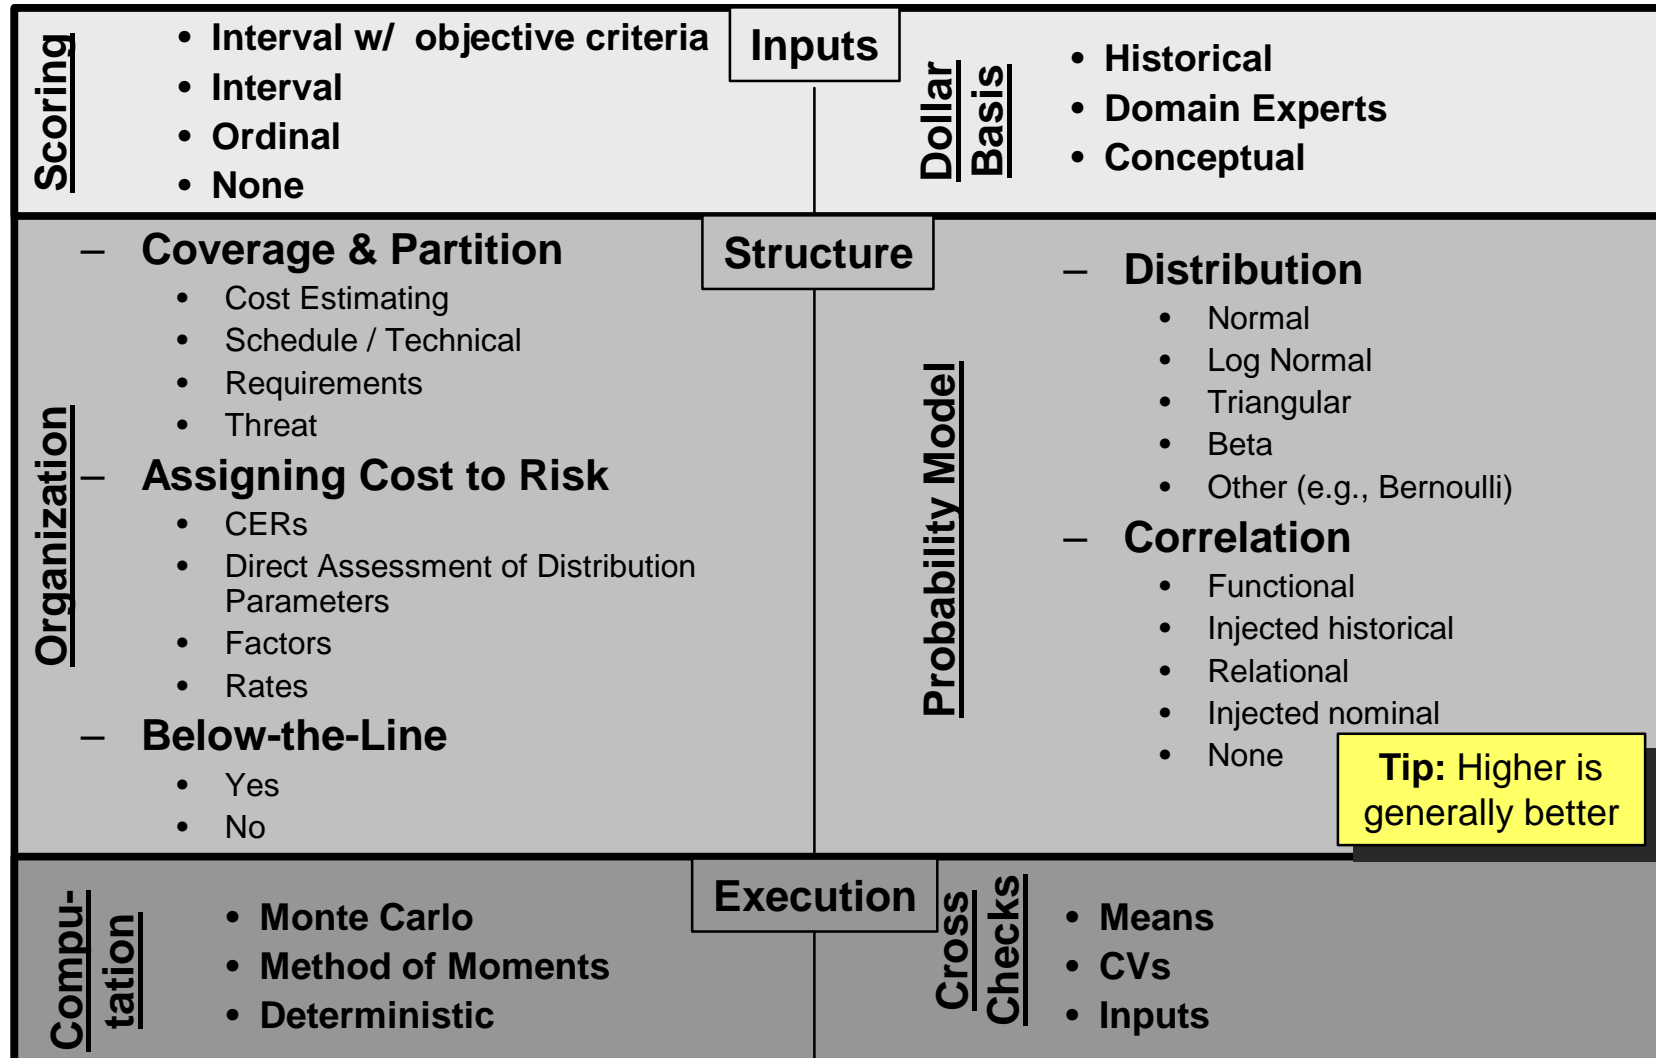 Inputs
Scoring
• Interval w/ objective criteria
• Interval
• Ordinal
• None
Dollar
Basis
• Historical
• Domain Experts
• Conceptual
Structure
Organization
– Coverage & Partition
• Cost Estimating
• Schedule / Technical
• Requirements
• Threat
– Assigning Cost to Risk
• CERs
• Direct Assessment of Distribution
Parameters
• Factors
• Rates
– Below-the-Line
• Yes
• No
Probability Model
– Distribution
• Normal
• Log Normal
• Triangular
• Beta
• Other (e.g., Bernoulli)
– Correlation
• Functional
• Injected historical
• Relational
• Injected nominal
• None
Tip: Higher is
generally better
Execution
Compu-
tation
• Monte Carlo
• Method of Moments
• Deterministic
Cross
Checks
• Means
• CVs
• Inputs